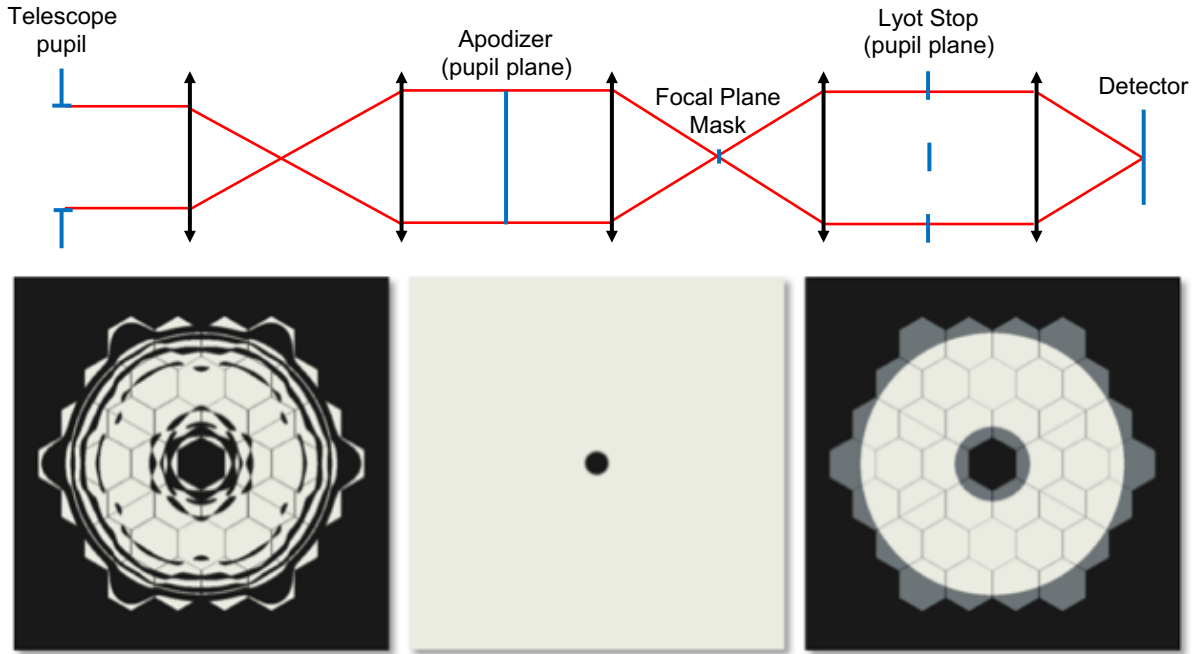 Telescope
pupil
Apodizer
(pupil plane)
Focal Plane
Mask
Lyot Stop
(pupil plane)
Detector